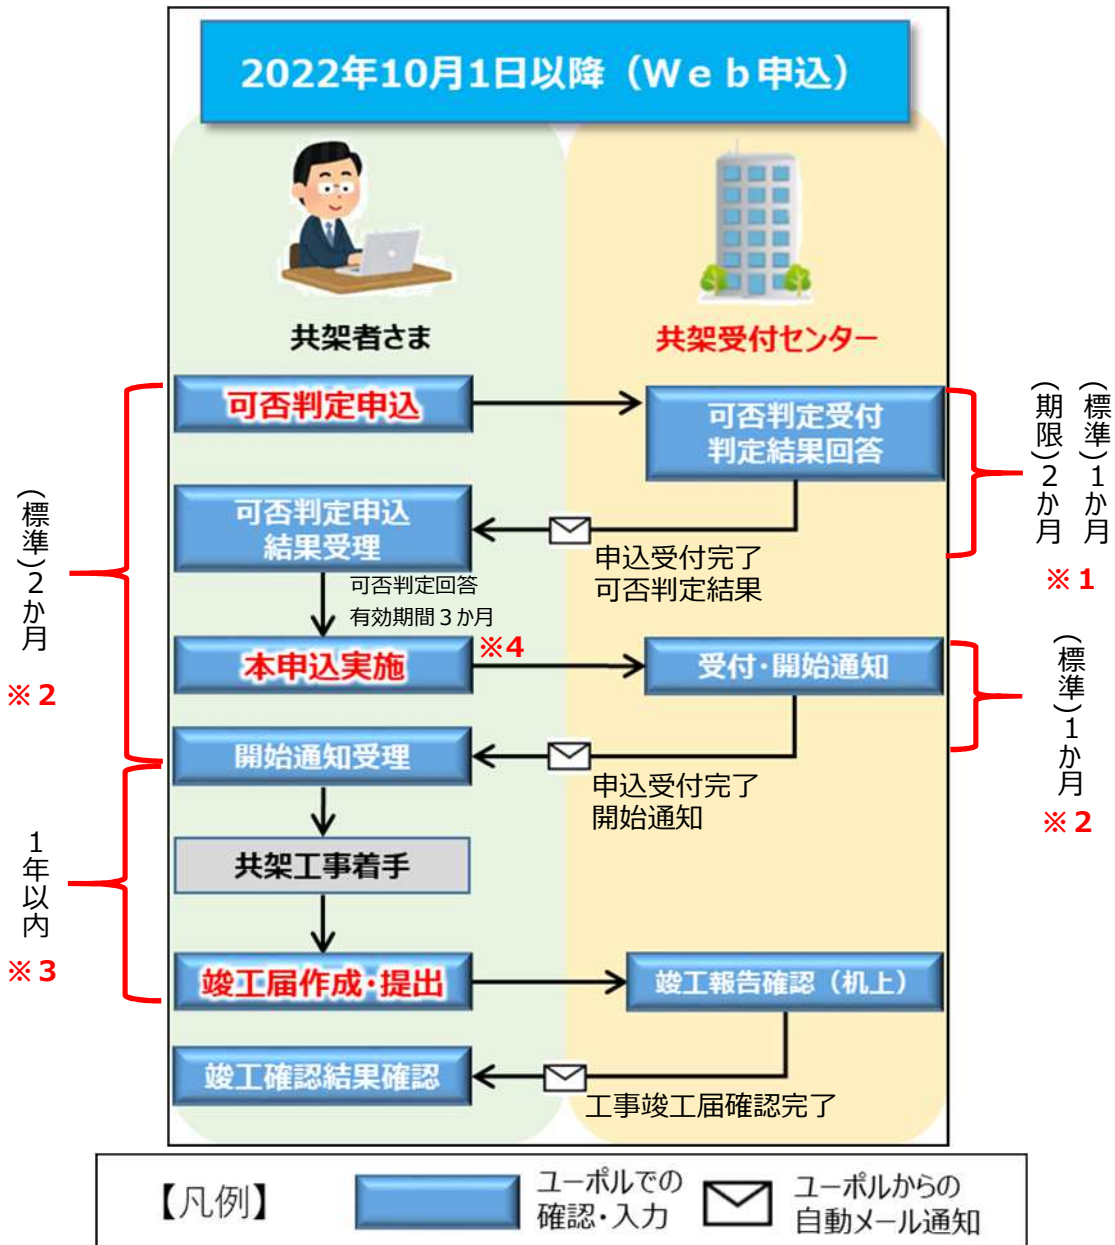 2022年10月1日以降（Ｗｅｂ申込）
共架者さま
共架受付センター
可否判定申込
可否判定受付
判定結果回答
(標準)1か月
(期限)2か月
※1
可否判定申込
結果受理
申込受付完了
可否判定結果
可否判定回答
有効期間３か月
(標準)2か月
※2
本申込実施
※4
受付・開始通知
(標準)1か月
※2
開始通知受理
申込受付完了
開始通知
共架工事着手
1年以内
※3
竣工届作成・提出
竣工報告確認（机上）
竣工確認結果確認
工事竣工届確認完了
【凡例】
ユーポルでの
確認・入力
ユーポルからの
自動メール通知